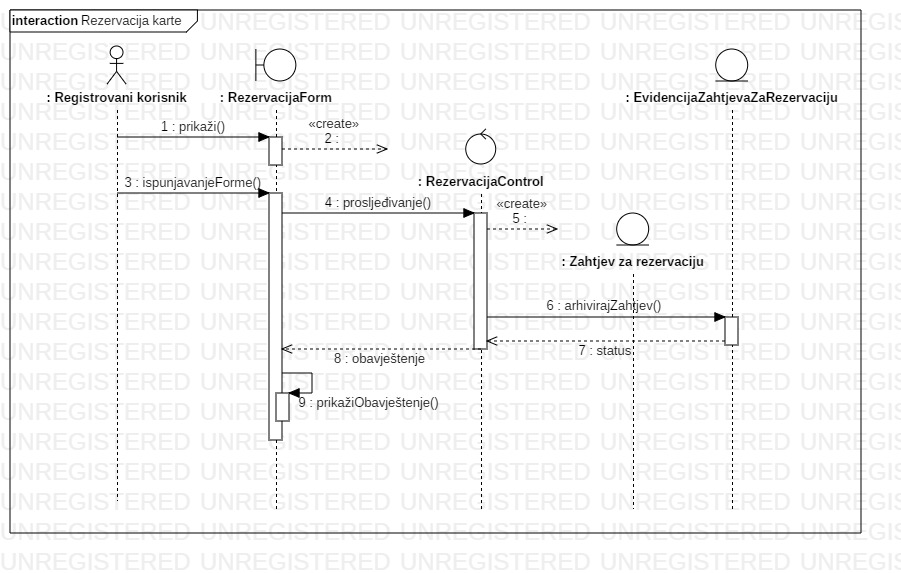 interaction Rezervacija karte
: Registrovani korisnik
: RezervacijaForm
: EvidencijaZahtjevaZaRezervaciju
1 : prikaži()
«create»
2 :
: RezervacijaControl
3 : ispunjavanjeForme()
4 : prosljeđivanje()
«create»
5 :
: Zahtjev za rezervaciju
6 : arhivirajZahtjev()
7 : status
8 : obavještenje
9 : prikažiObavještenje()
UNREGISTERED UNREGISTERED UNREGISTERED UNREGISTERED